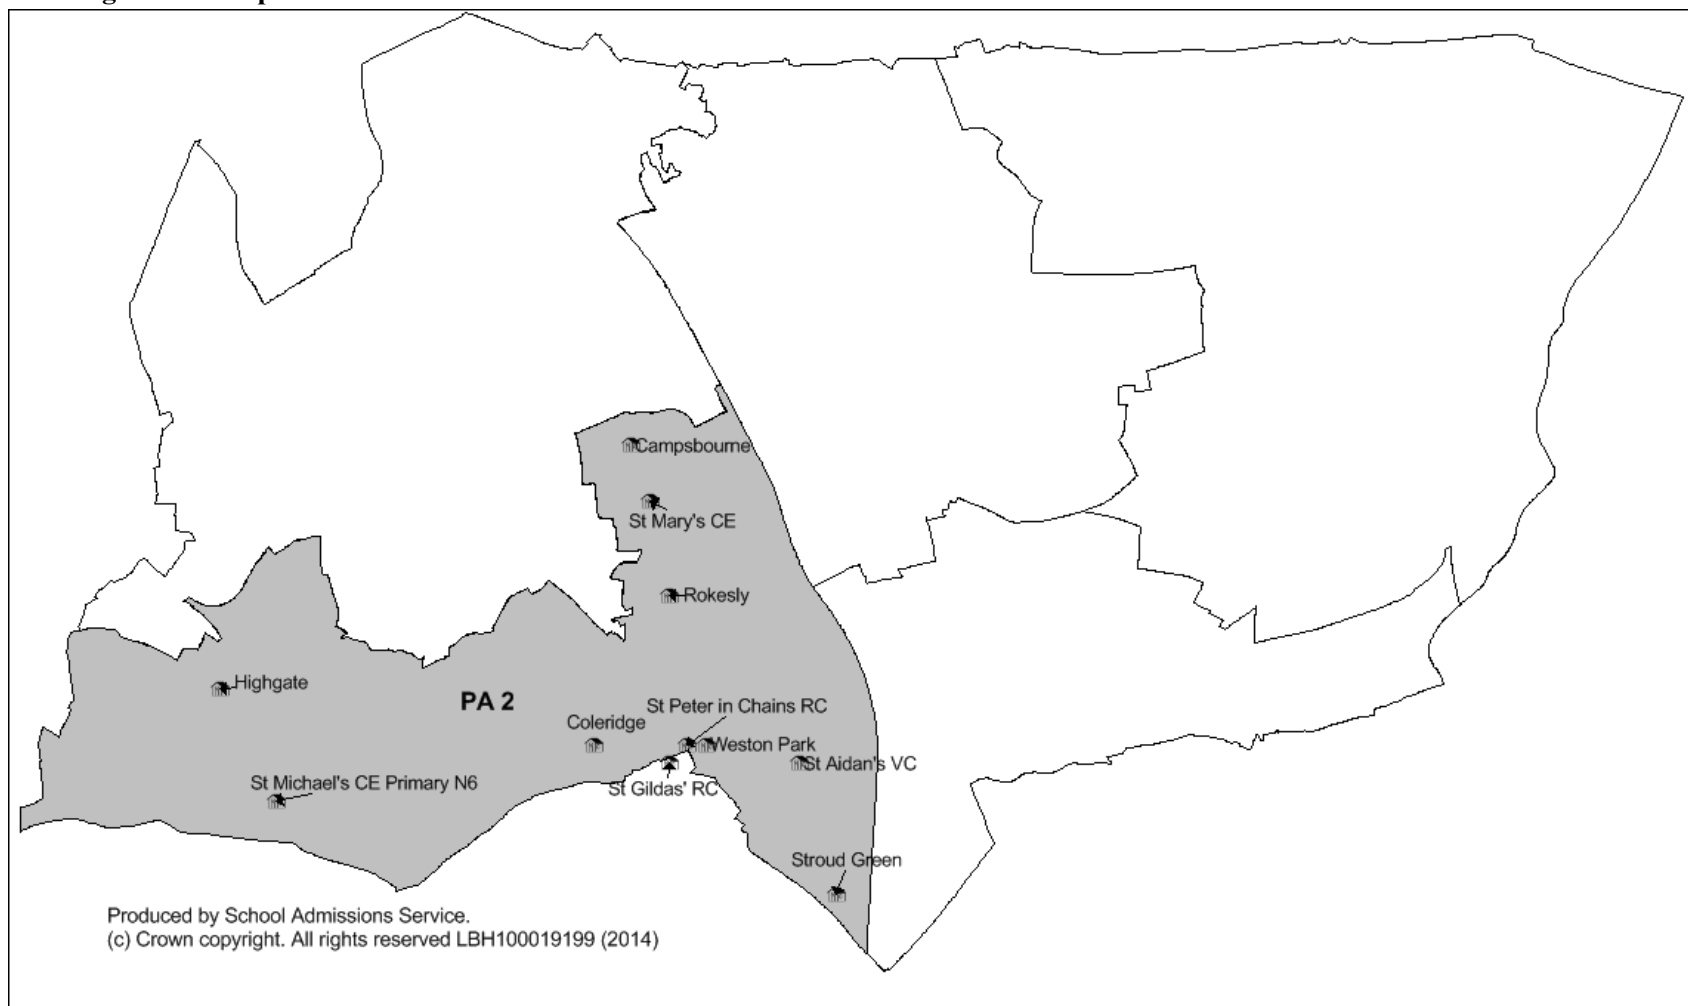 Campsbourne
St Mary's CE
Rokesly
Highgate
PA 2
St Peter in Chains RC
Coleridge
Weston Park
St Aidan's VC
St Michael's CE Primary N6
St Gildas' RC
Stroud Green
Produced by School Admissions Service.
(c) Crown copyright. All rights reserved LBH100019199 (2014)